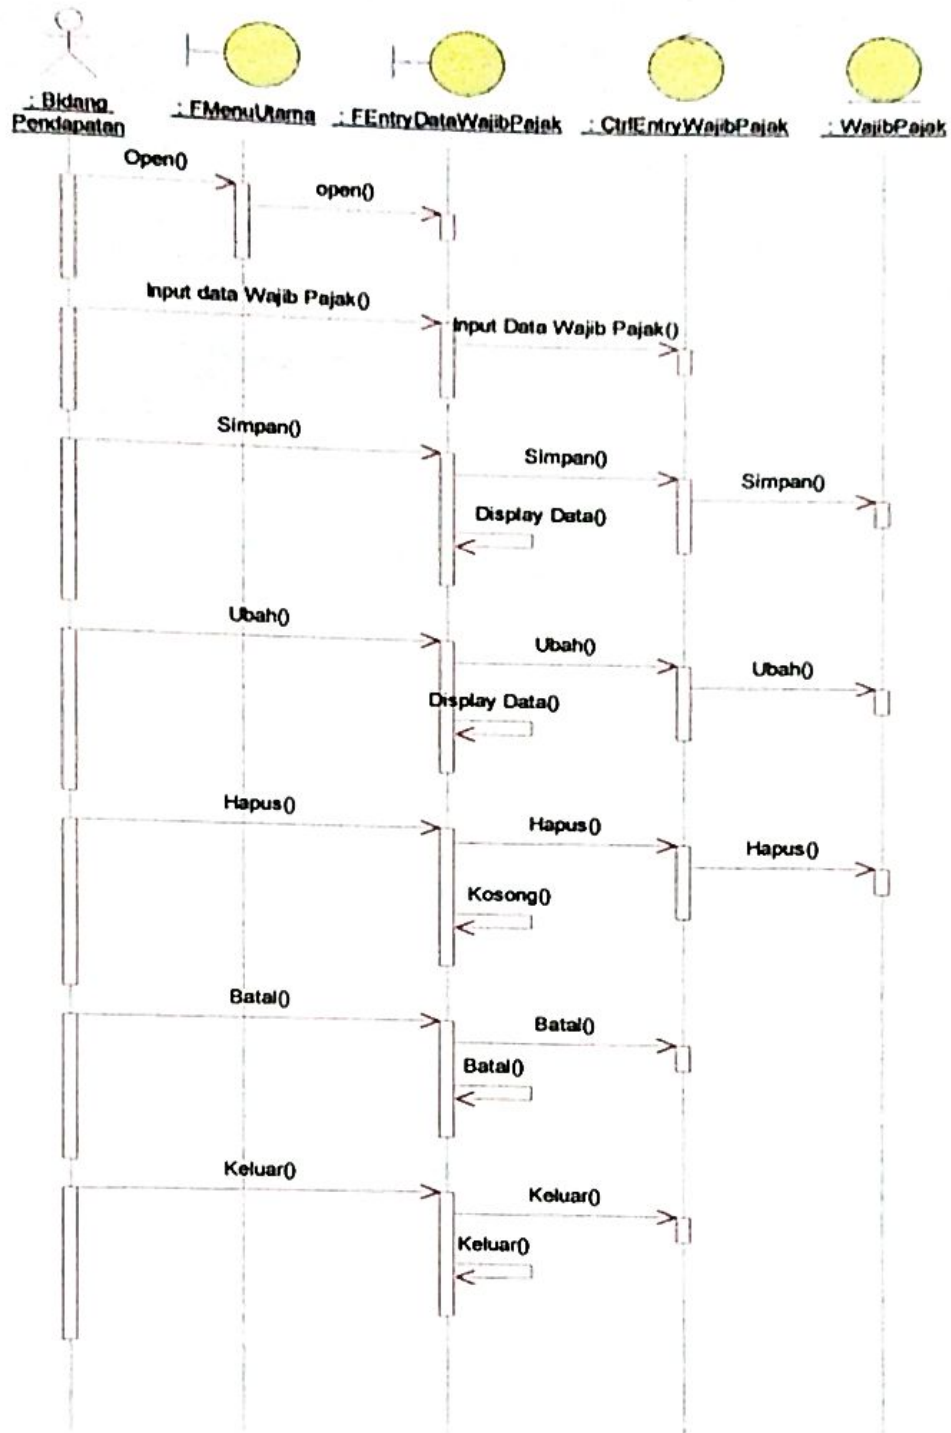 : Bidang
Pendapatan
: FMenuUtama
: FEntryDataWajibPajak
: CtrlEntryWajibPajak
: WajibPajak
Open()
open()
Input data Wajib Pajak()
Input Data Wajib Pajak()
Simpan()
Simpan()
Simpan()
Display Data()
Ubah()
Ubah()
Ubah()
Display Data()
Hapus()
Hapus()
Hapus()
Kosong()
Batal()
Batal()
Batal()
Keluar()
Keluar()
Keluar()